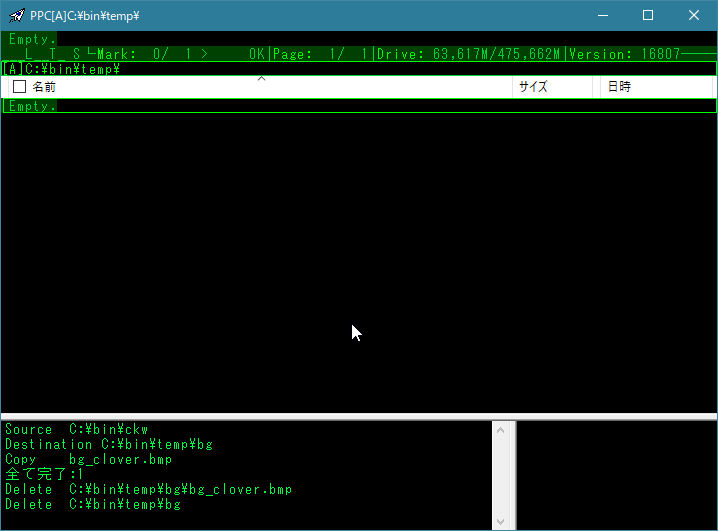 PPC[A]C:¥bin¥temp¥
Empty.
__L__T_ S└Mark:  0/  1 >     OK|Page:  1/  1|Drive: 63,617M/475,662M|Version: 16807────
[A]C:¥bin¥temp¥
名前 サイズ 日時
Empty.
Source  C:¥bin¥ckw
Destination C:¥bin¥temp¥bg
Copy    bg_clover.bmp
全て完了:1
Delete  C:¥bin¥temp¥bg¥bg_clover.bmp
Delete  C:¥bin¥temp¥bg